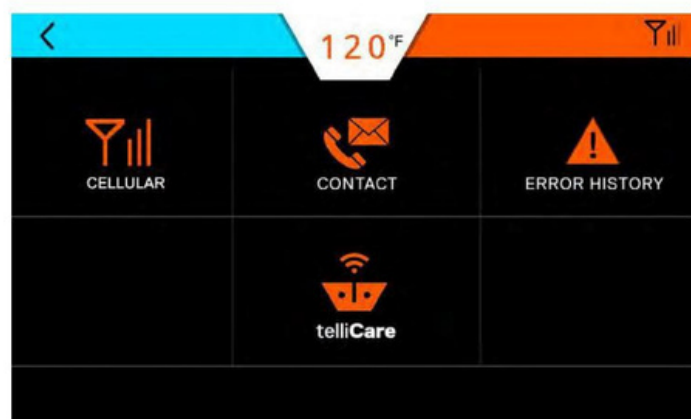 120°F
CELLULAR
CONTACT
ERROR HISTORY
telliCare